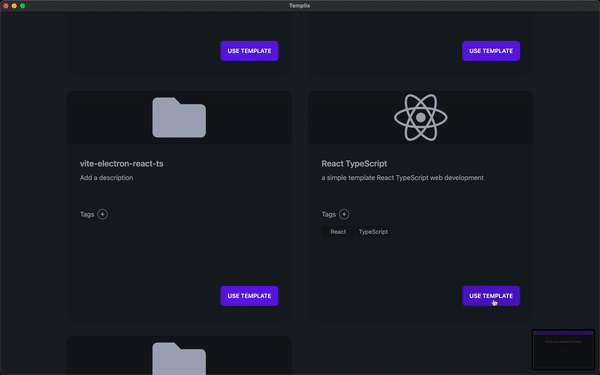 Templix
USE TEMPLATE
USE TEMPLATE
vite-electron-react-ts
Add a description
Tags +
USE TEMPLATE
React TypeScript
a simple template React TypeScript web development
Tags +
React TypeScript
USE TEMPLATE